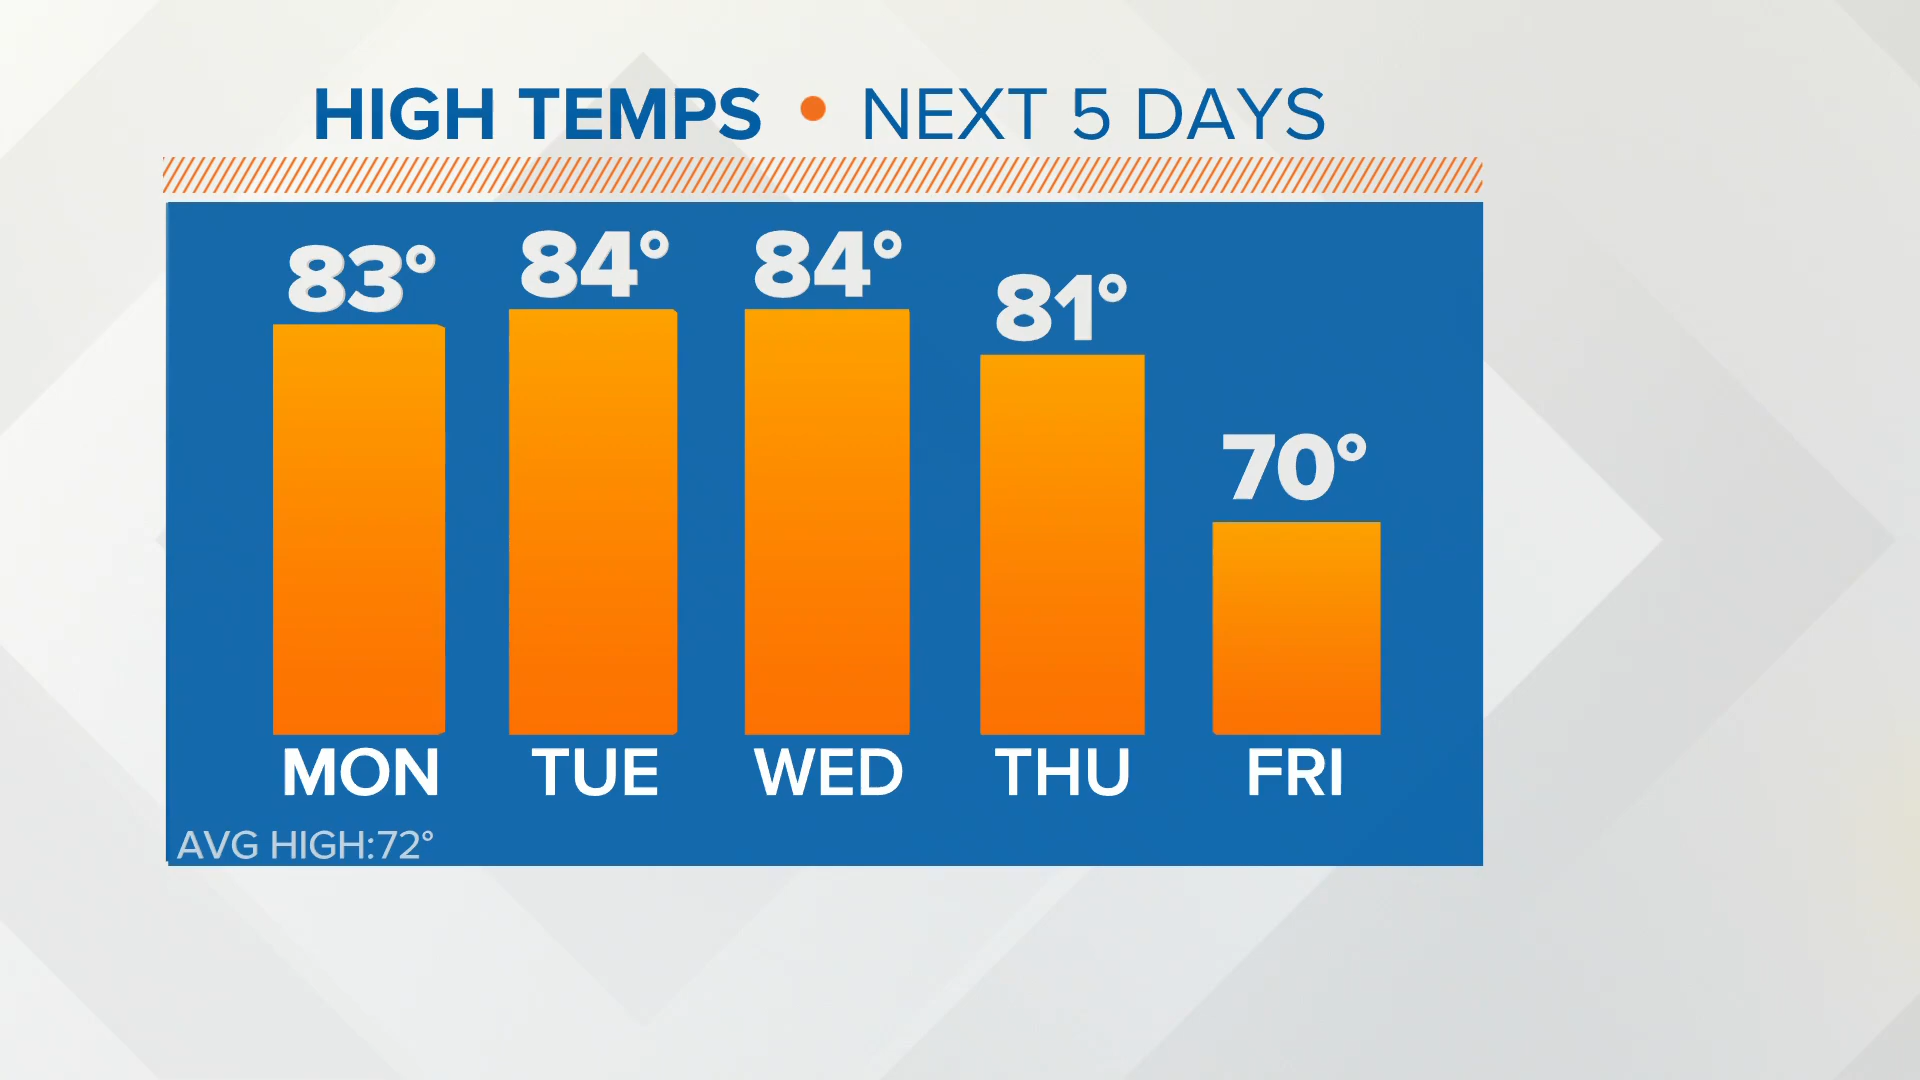 HIGH TEMPS • NEXT 5 DAYS
83° 84° 84° 81° 70°
MON TUE WED THU FRI
AVG HIGH:72°